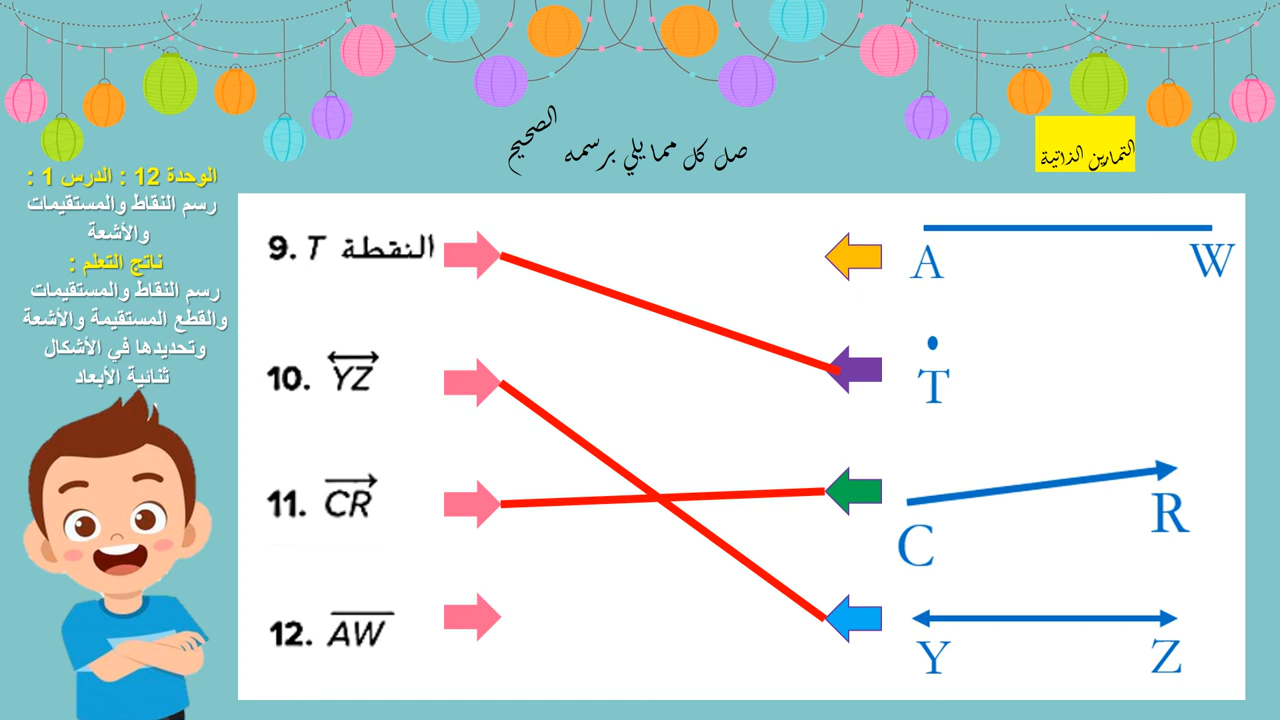 التمارين الذاتية
صل كل مما يلي برسمه الصحيح
الوحدة 12 : الدرس 1 :
رسم النقاط والمستقيمات
والأشعة
ناتج التعلم :
رسم النقاط والمستقيمات
والقطع المستقيمة والأشعة
وتحديدها في الأشكال
ثنائية الأبعاد
9. T النقطة
10. YZ
11. CR
12. AW
A W
T
C R
Y Z